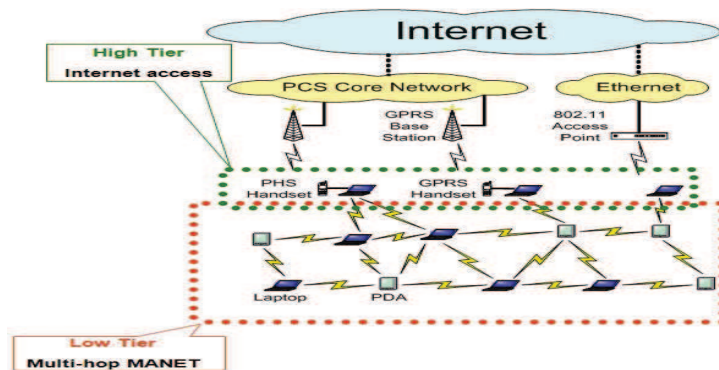 Internet
High Tier
Internet access
PCS Core Network
Ethernet
GPRS
Base
Station
802.11
Access
Point
PHS
Handset
GPRS
Handset
Laptop
PDA
Low Tier
Multi-hop MANET